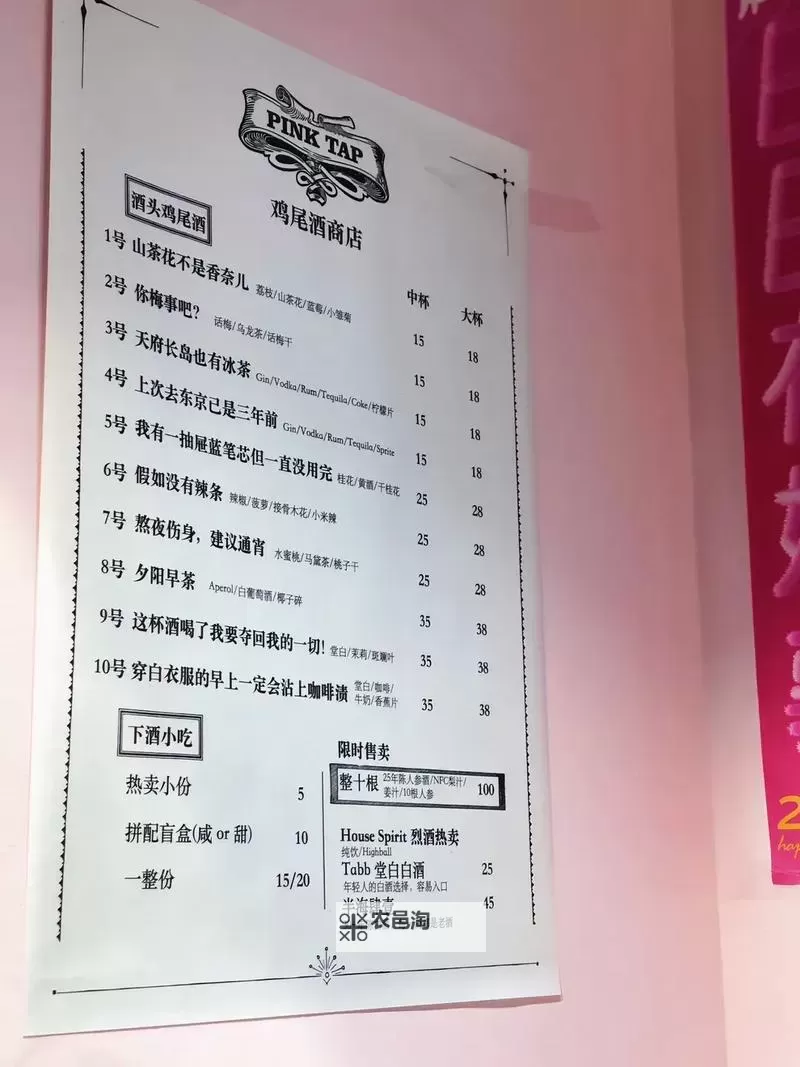 PINK TAP
鸡尾酒商店
酒头鸡尾酒
中杯 大杯
1号 山茶花不是香奈儿 荔枝/山茶花/蓝莓/小雏菊 15 18
2号 你梅事吧? 话梅/乌龙茶/话梅干 15 18
3号 天府长岛也有冰茶 Gin/Vodka/Rum/Tequila/Coke/柠檬片 15 18
4号 上次去东京已是三年前 Gin/Vodka/Rum/Tequila/Sprite 15 18
5号 我有一抽屉蓝笔芯但一直没用完 桂花/黄酒/干桂花 25 28
6号 假如没有辣条 辣椒/菠萝/接骨木花/小米辣 25 28
7号 熬夜伤身，建议通宵 水蜜桃/马黛茶/桃子干 25 28
8号 夕阳早茶 Aperol/白葡萄酒/椰子碎 35 38
9号 这杯酒喝了我要夺回我的一切! 堂白/茉莉/斑斓叶 35 38
10号 穿白衣服的早上一定会沾上咖啡渍 堂白/咖啡/
牛奶/香蕉片 35 38
下酒小吃
热卖小份 5
拼配盲盒(咸 or 甜) 10
一整份 15/20
限时售卖
整十根 25年陈人参酒/NFC梨汁/
姜汁/10根人参 100
House Spirit 烈酒热卖
纯饮/Highball
Tabb 堂白白酒 25
年轻人的白酒选择，容易入口
45
是老酒
农邑淘
2
hap